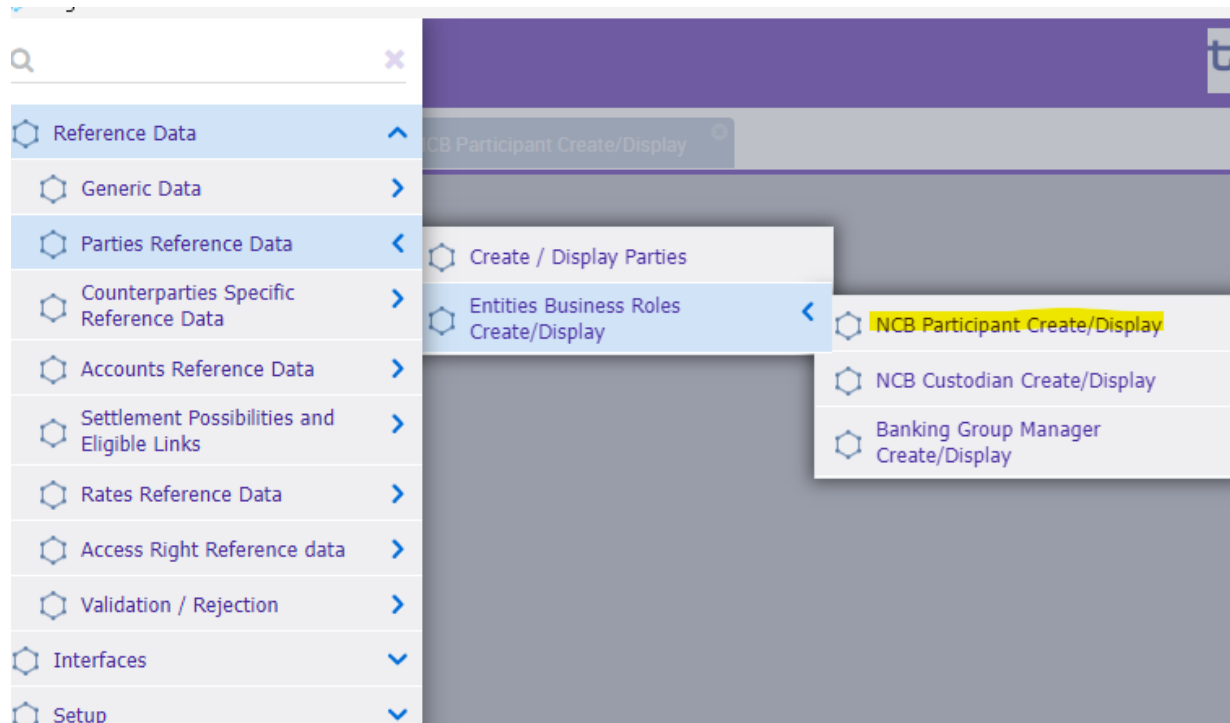 Reference Data
NCB Participant Create/Display
Generic Data
Parties Reference Data
Create / Display Parties
Counterparties Specific
Reference Data
Entities Business Roles
Create/Display
NCB Participant Create/Display
Accounts Reference Data
NCB Custodian Create/Display
Settlement Possibilities and
Eligible Links
Banking Group Manager
Create/Display
Rates Reference Data
Access Right Reference data
Validation / Rejection
Interfaces
Setup